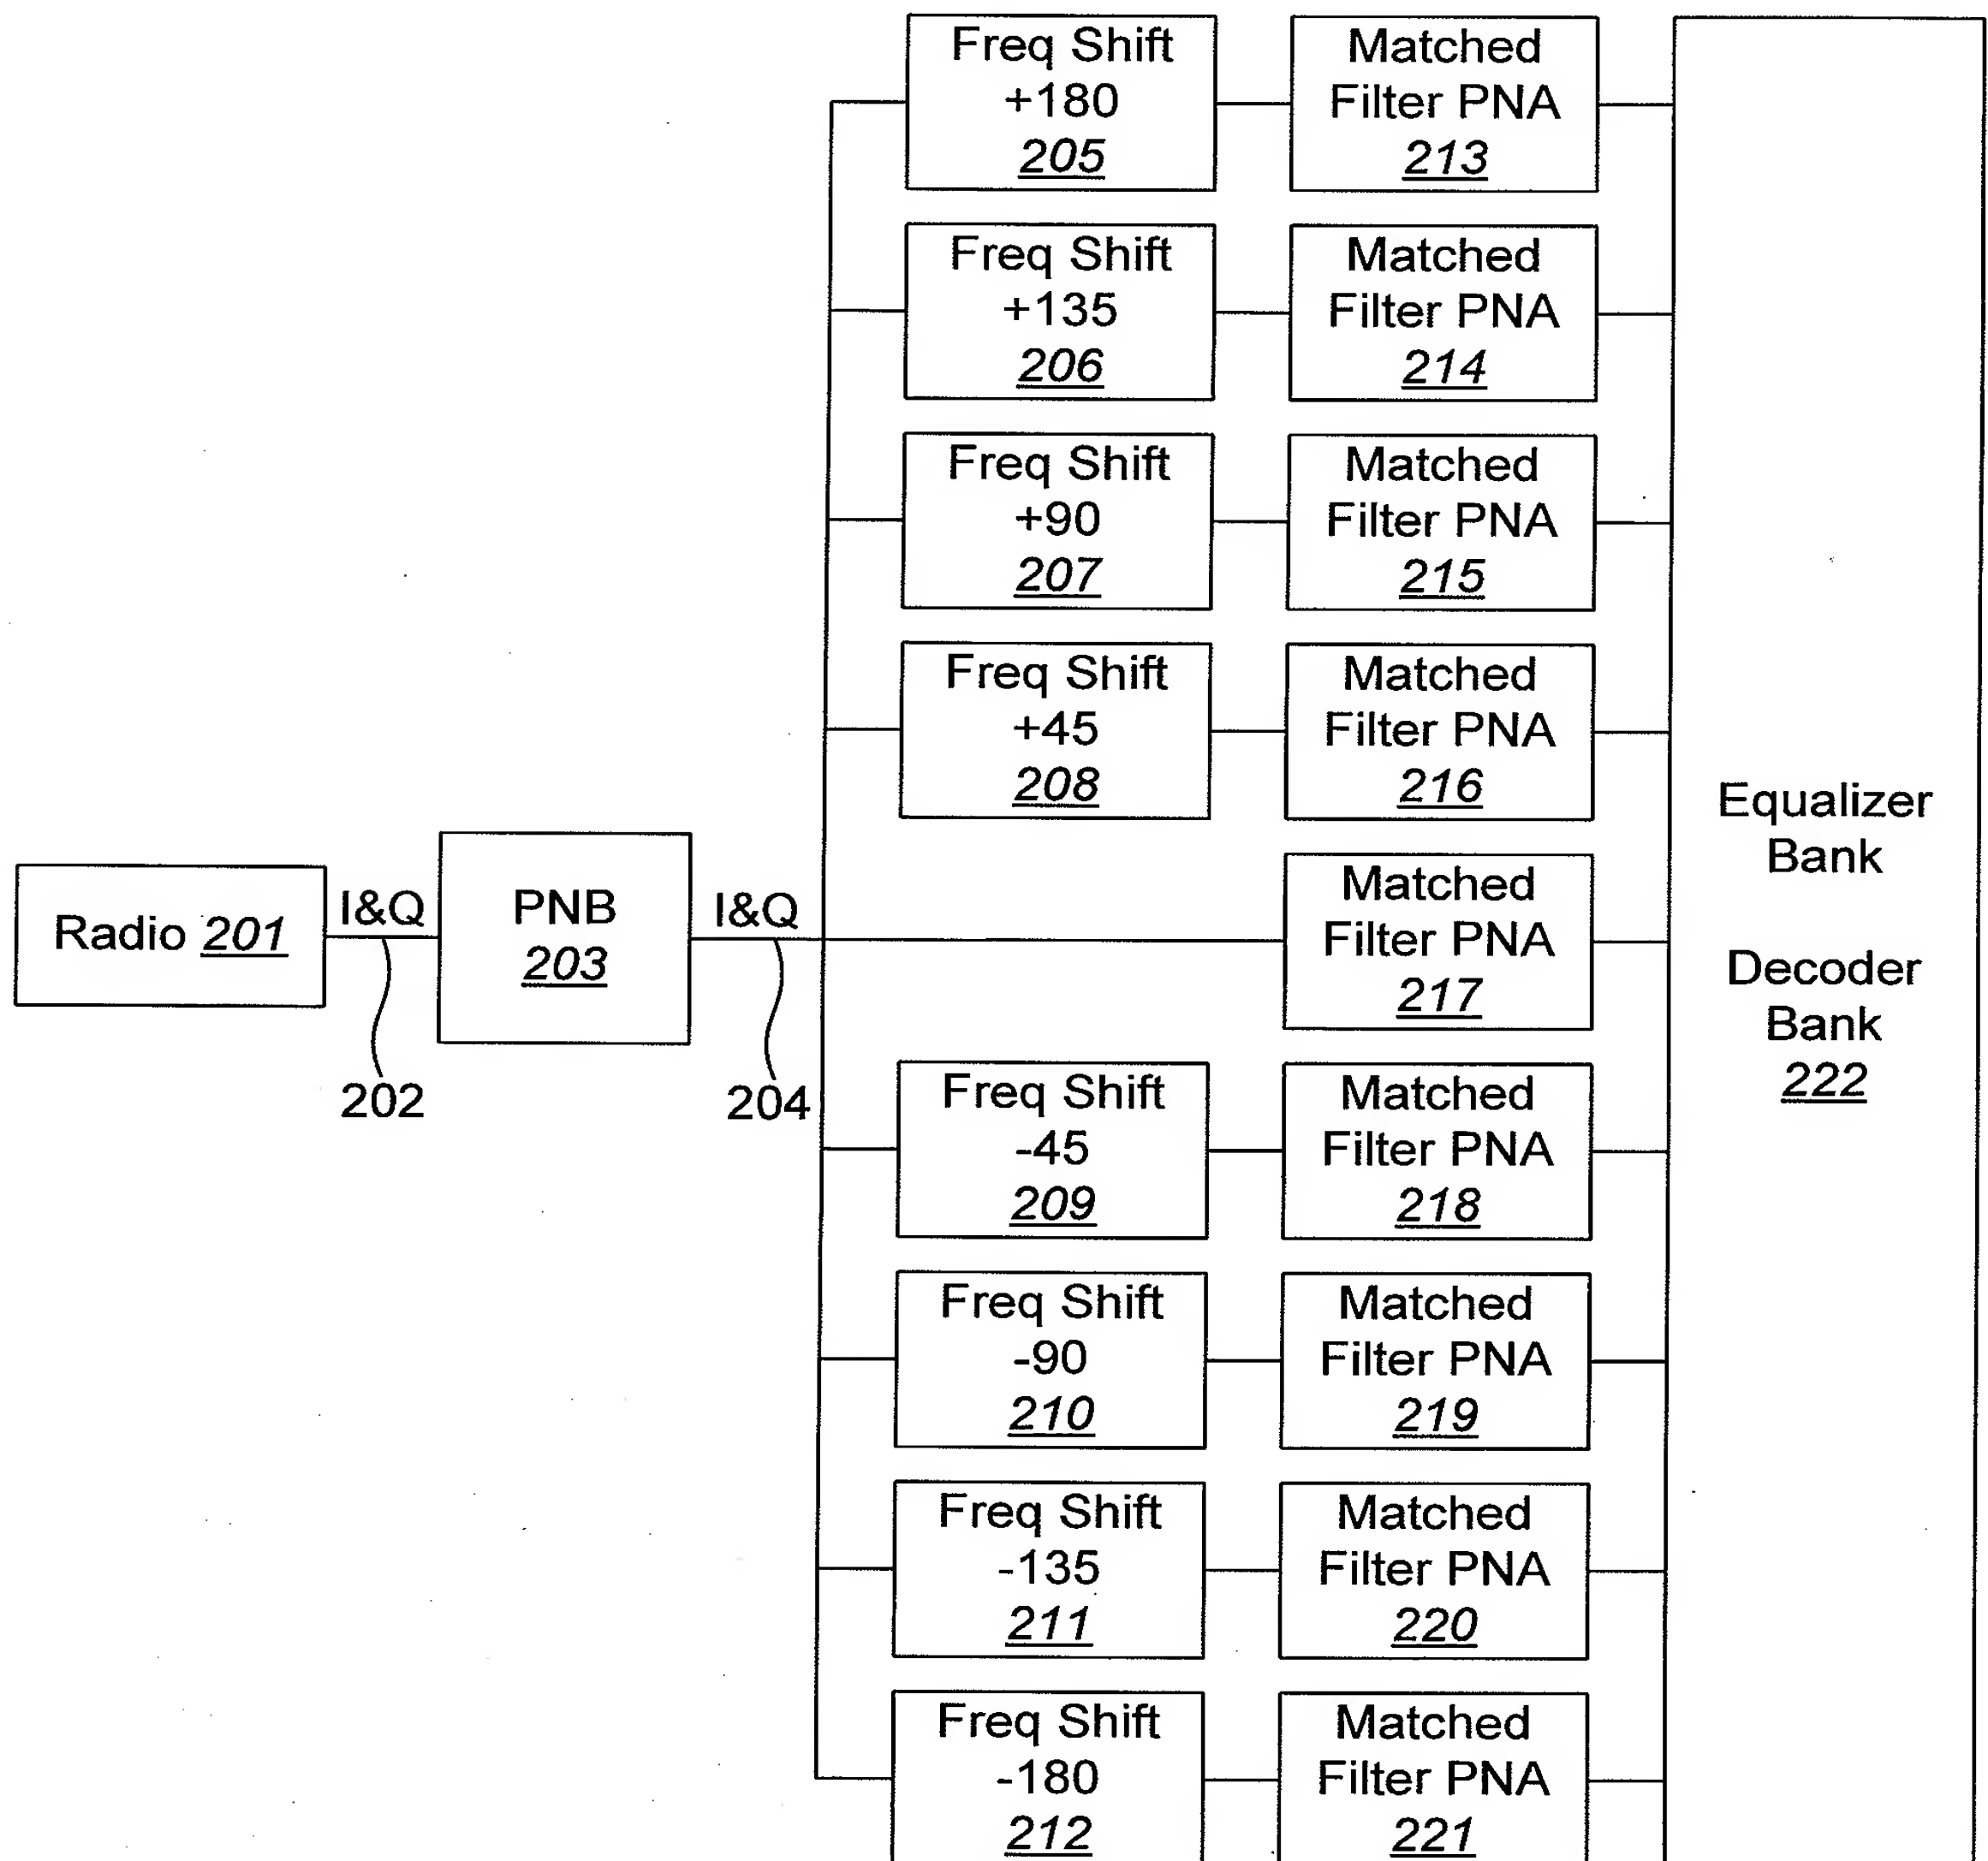 Freq Shift
+180
205
Matched
Filter PNA
213
Freq Shift
+135
206
Matched
Filter PNA
214
Freq Shift
+90
207
Matched
Filter PNA
215
Freq Shift
+45
208
Matched
Filter PNA
216
Radio 201
I&Q
202
PNB
203
I&Q
204
Matched
Filter PNA
217
Freq Shift
-45
209
Matched
Filter PNA
218
Freq Shift
-90
210
Matched
Filter PNA
219
Freq Shift
-135
211
Matched
Filter PNA
220
Freq Shift
-180
212
Matched
Filter PNA
221
Equalizer
Bank
Decoder
Bank
222